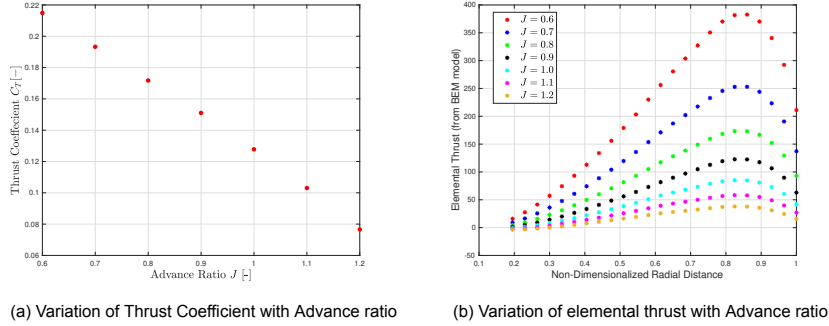 0.22
0.2
0.18
0.16
0.14
0.12
0.1
0.08
0.06
Thrust Coefficient C_T [−]
0.6 0.7 0.8 0.9 1 1.1 1.2
Advance Ratio J [-]
(a) Variation of Thrust Coefficient with Advance ratio
400
350
300
250
200
150
100
50
0
-50
Elemental Thrust (from BEM model)
J = 0.6
J = 0.7
J = 0.8
J = 0.9
J = 1.0
J = 1.1
J = 1.2
0.1 0.2 0.3 0.4 0.5 0.6 0.7 0.8 0.9 1
Non-Dimensionalized Radial Distance
(b) Variation of elemental thrust with Advance ratio